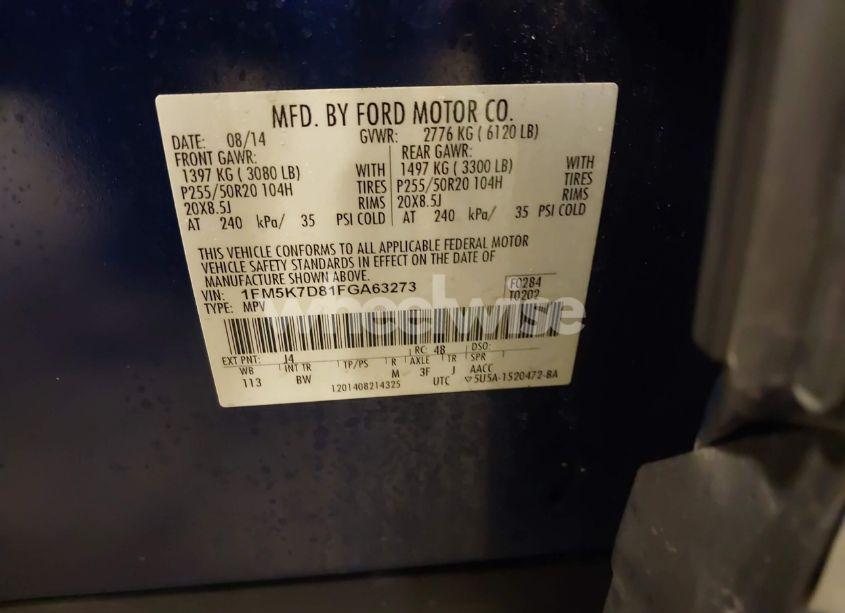 MFD. BY FORD MOTOR CO.
DATE: 08/14 GVWR: 2776 KG ( 6120 LB)
FRONT GAWR: REAR GAWR:
1397 KG ( 3080 LB) WITH 1497 KG ( 3300 LB) WITH
P255/50R20 104H TIRES P255/50R20 104H TIRES
20X8.5J RIMS 20X8.5J RIMS
AT 240 kPa/ 35 PSI COLD AT 240 kPa/ 35 PSI COLD
THIS VEHICLE CONFORMS TO ALL APPLICABLE FEDERAL MOTOR
VEHICLE SAFETY STANDARDS IN EFFECT ON THE DATE OF
MANUFACTURE SHOWN ABOVE.
VIN: 1FM5K7D81FGA63273 F0284
TYPE: MPV T0202
wheelwise
EXT PNT: J4 RC: 48 DSO:
WB INT TR TP/PS R AXLE TR SPR
113 BW M 3F J AACC
1201408214325 UTC 5U5A-1520472-BA